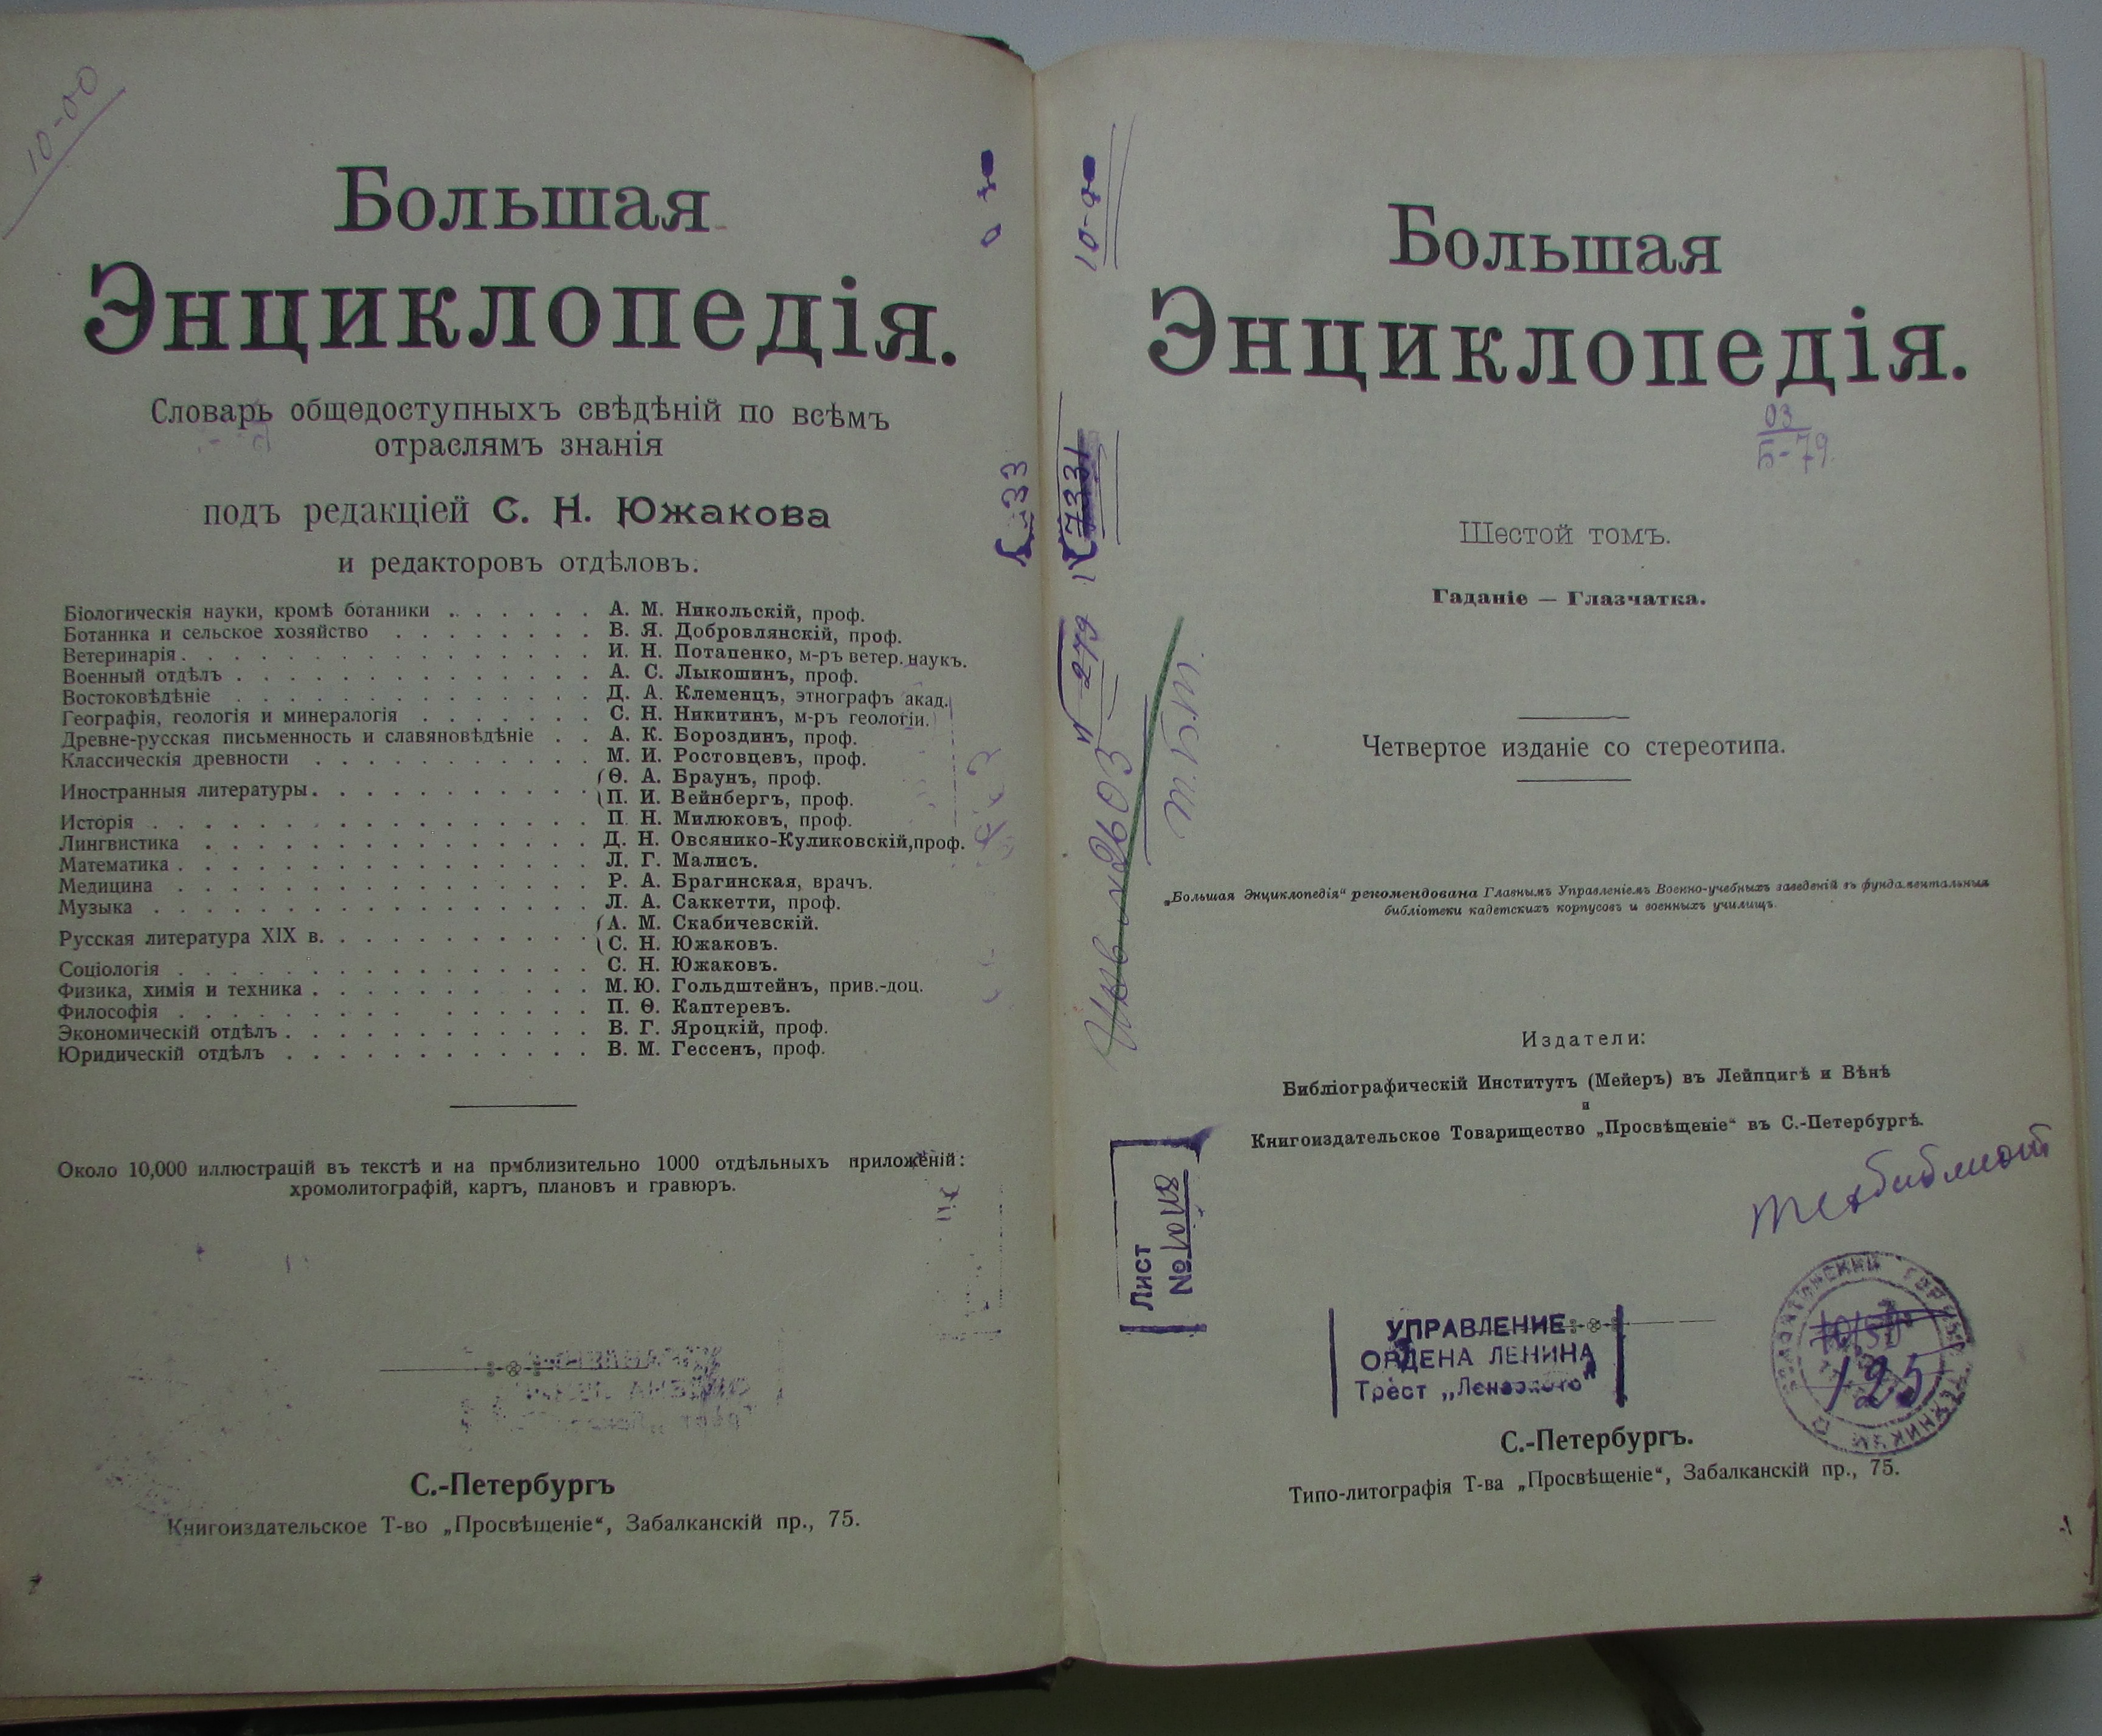 10-00
Большая
Энциклопедія.
Словарь общедоступныхъ свѣдѣній по всѣмъ
отраслямъ знанія
подъ редакціей С. Н. Южакова
и редакторовъ отдѣловъ.
Біологическія науки, кромѣ ботаники . . . . . . А. М. Никольскій, проф.
Ботаника и сельское хозяйство . . . . . . . . В. Я. Добровлянскій, проф.
Ветеринарія . . . . . . . . . . . . . . . . И. Н. Потапенко, м-ръ ветер. наукъ.
Военный отдѣлъ . . . . . . . . . . . . . . А. С. Лыкошинъ, проф.
Востоковѣдѣніе . . . . . . . . . . . . . . Д. А. Клеменцъ, этнографъ акад.
Географія, геологія и минералогія . . . . . . . С. Н. Никитинъ, м-ръ геологіи.
Древне-русская письменность и славяновѣдѣніе . . А. К. Бороздинъ, проф.
Классическія древности . . . . . . . . . . . М. И. Ростовцевъ, проф.
Иностранныя литературы . . . . . . . . . . . Ѳ. А. Браунъ, проф.
П. И. Вейнбергъ, проф.
Исторія . . . . . . . . . . . . . . . . . П. Н. Милюковъ, проф.
Лингвистика . . . . . . . . . . . . . . . Д. Н. Овсянико-Куликовскій, проф.
Математика . . . . . . . . . . . . . . . . Л. Г. Малисъ.
Медицина . . . . . . . . . . . . . . . . Р. А. Брагинская, врачъ.
Музыка . . . . . . . . . . . . . . . . . Л. А. Саккетти, проф.
Русская литература XIX в. . . . . . . . . . . А. М. Скабичевскій.
С. Н. Южаковъ.
Соціологія . . . . . . . . . . . . . . . . С. Н. Южаковъ.
Физика, химія и техника . . . . . . . . . . . М. Ю. Гольдштейнъ, прив.-доц.
Философія . . . . . . . . . . . . . . . . П. Ѳ. Каптеревъ.
Экономическій отдѣлъ . . . . . . . . . . . . В. Г. Яроцкій, проф.
Юридическій отдѣлъ . . . . . . . . . . . . В. М. Гессенъ, проф.
Около 10,000 иллюстрацій въ текстѣ и на приблизительно 1000 отдѣльныхъ приложеній:
хромолитографій, картъ, плановъ и гравюръ.
С.-Петербургъ
Книгоиздательское Т-во „Просвѣщеніе“, Забалканскій пр., 75.
Большая
Энциклопедія.
03
Б-79
Шестой томъ.
Гаданіе — Глазчатка.
Четвертое изданіе со стереотипа.
„Большая Энциклопедія“ рекомендована Главнымъ Управленіемъ Военно-учебныхъ заведеній въ фундаментальныя
библіотеки кадетскихъ корпусовъ и военныхъ училищъ.
Издатели:
Библіографическій Институтъ (Мейеръ) въ Лейпцигѣ и Вѣнѣ
и
Книгоиздательское Товарищество „Просвѣщеніе“ въ С.-Петербургѣ.
Техбиблиот
Лист
№
УПРАВЛЕНИЕ
ОРДЕНА ЛЕНИНА
Трест „Лензолото“
125
С.-Петербургъ.
Типо-литографія Т-ва „Просвѣщеніе“, Забалканскій пр., 75.